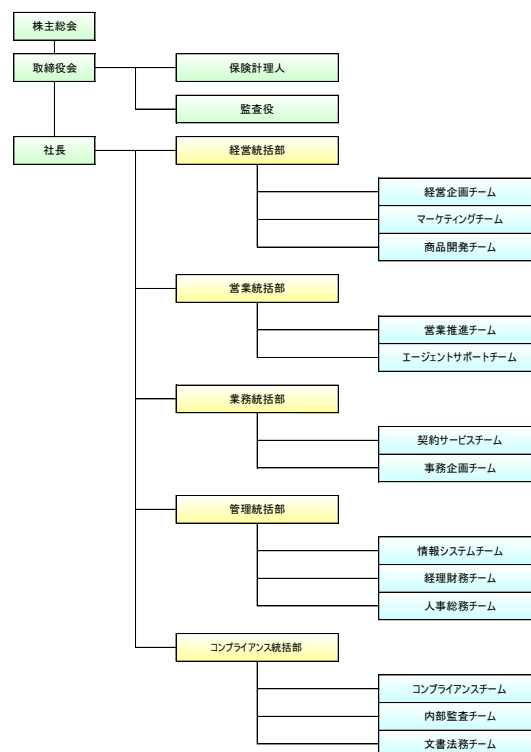 株主総会
取締役会
保険計理人
監査役
社長
経営統括部
経営企画チーム
マーケティングチーム
商品開発チーム
営業統括部
営業推進チーム
エージェントサポートチーム
業務統括部
契約サービスチーム
事務企画チーム
管理統括部
情報システムチーム
経理財務チーム
人事総務チーム
コンプライアンス統括部
コンプライアンスチーム
内部監査チーム
文書法務チーム